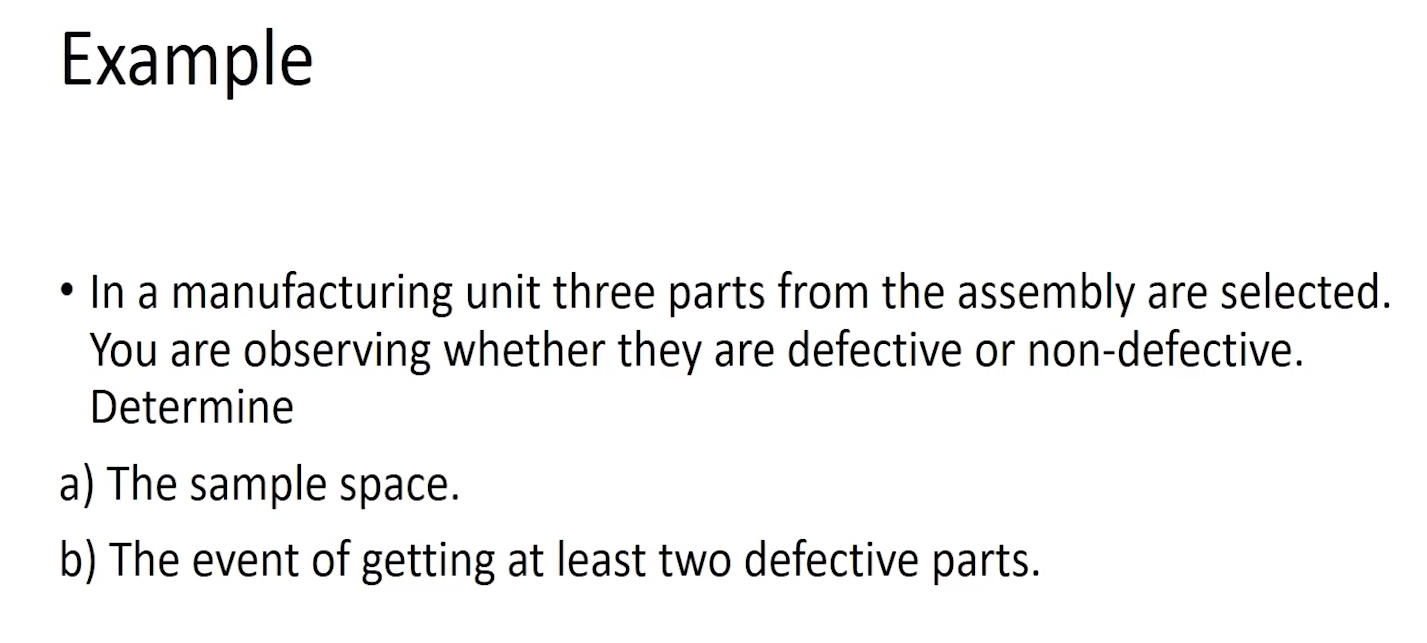 Example
• In a manufacturing unit three parts from the assembly are selected.
You are observing whether they are defective or non-defective.
Determine
a) The sample space.
b) The event of getting at least two defective parts.